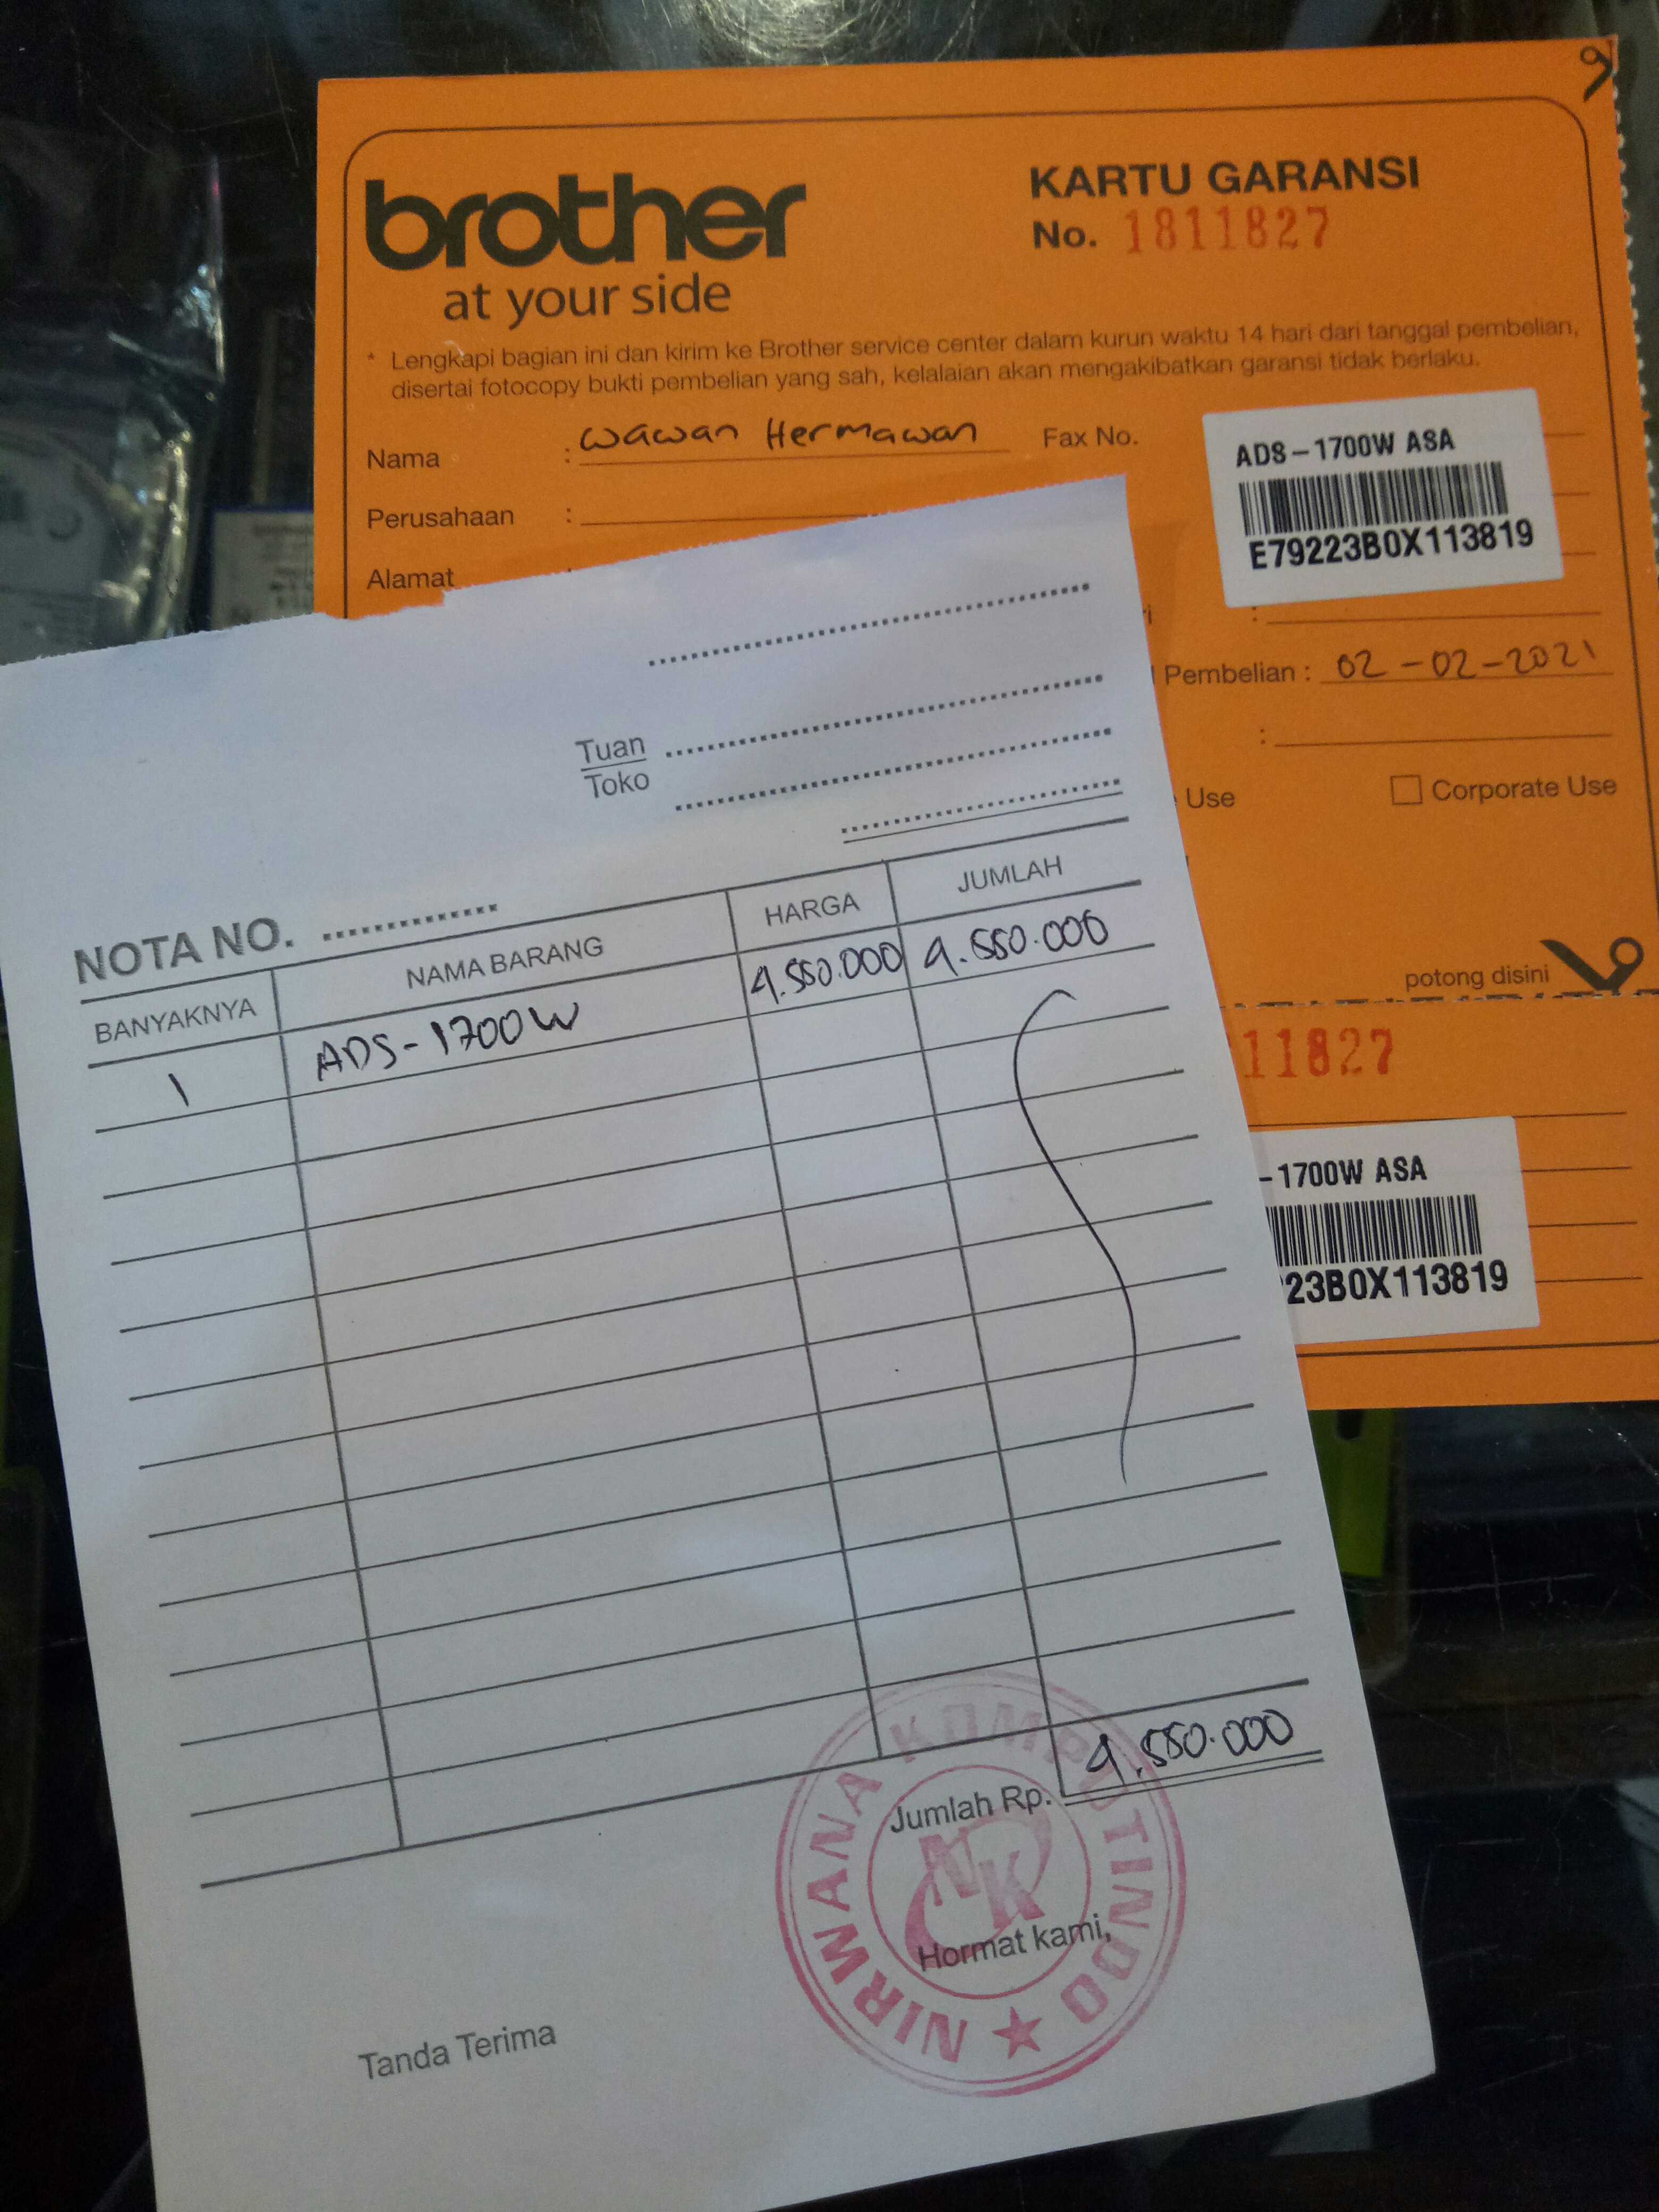 brother
at your side
KARTU GARANSI
No. 1811827
* Lengkapi bagian ini dan kirim ke Brother service center dalam kurun waktu 14 hari dari tanggal pembelian,
disertai fotocopy bukti pembelian yang sah, kelalaian akan mengakibatkan garansi tidak berlaku.
Nama : Wawan Hermawan Fax No.
ADS-1700W ASA
E79223B0X113819
Perusahaan :
Alamat
Pembelian : 02-02-2021
Use Corporate Use
potong disini
11827
-1700W ASA
23B0X113819
Tuan
Toko
NOTA NO.
BANYAKNYA NAMA BARANG HARGA JUMLAH
1 ADS-1700W 4.550.000 4.550.000
Jumlah Rp. 4.550.000
Hormat kami,
Tanda Terima
NIRWANA KOMPUTINDO
NK